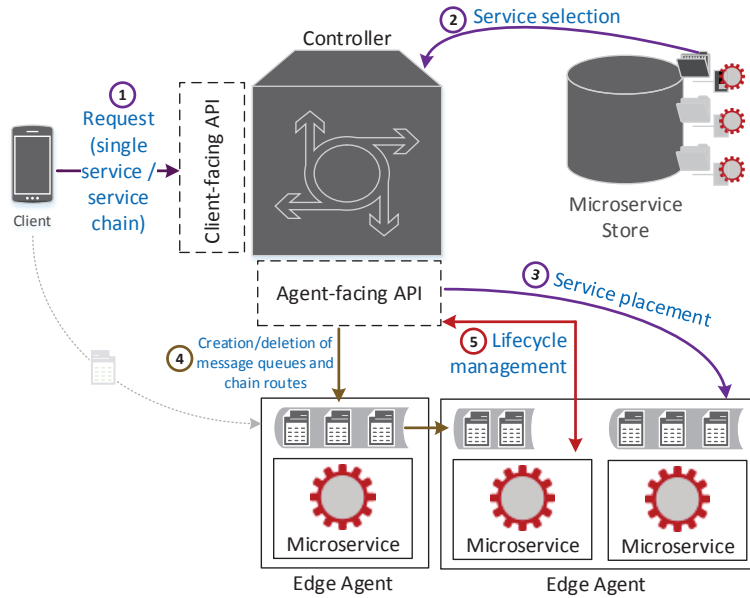 Controller
2
Service selection
1
Request
(single
service /
service
chain)
Client-facing API
Client
Microservice
Store
Agent-facing API
3
Service placement
4
Creation/deletion of
message queues and
chain routes
5
Lifecycle
management
Microservice
Microservice
Microservice
Edge Agent
Edge Agent